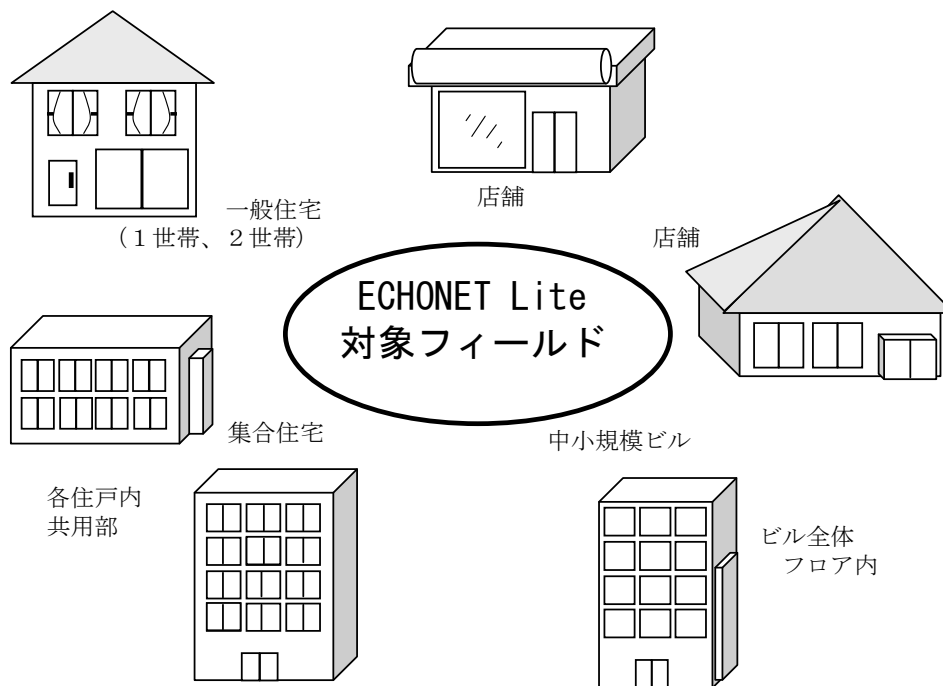 一般住宅
（１世帯、２世帯）
店舗
店舗
ECHONET Lite
対象フィールド
集合住宅
各住戸内
共用部
中小規模ビル
ビル全体
フロア内